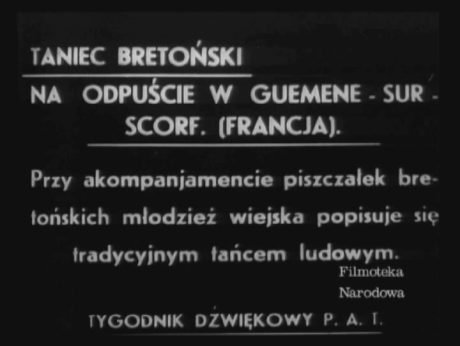 TANIEC BRETOŃSKI
NA ODPUŚCIE W GUEMENE - SUR -
SCORF. (FRANCJA).
Przy akompanjamencie piszczałek bre-
tońskich młodzież wiejska popisuje się
tradycyjnym tańcem ludowym.
Filmoteka
Narodowa
TYGODNIK DŹWIĘKOWY P. A. T.